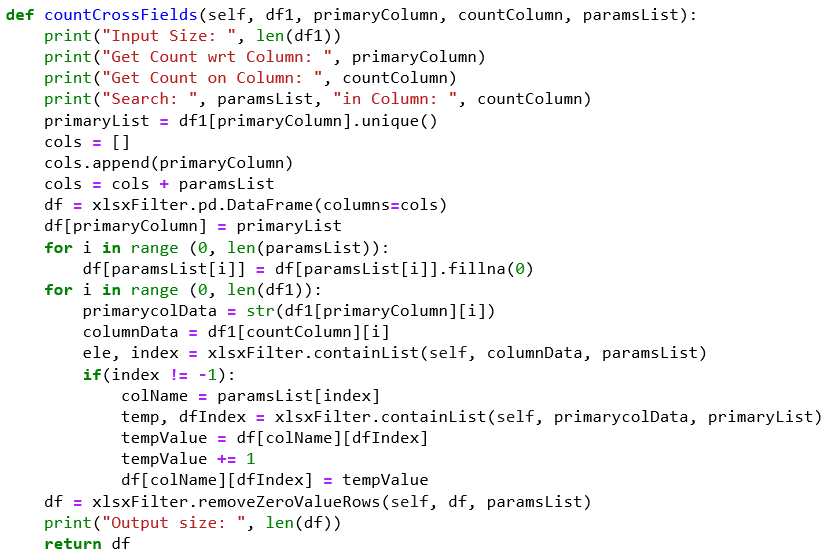 def countCrossFields(self, df1, primaryColumn, countColumn, paramsList):
    print("Input Size: ", len(df1))
    print("Get Count wrt Column: ", primaryColumn)
    print("Get Count on Column: ", countColumn)
    print("Search: ", paramsList, "in Column: ", countColumn)
    primaryList = df1[primaryColumn].unique()
    cols = []
    cols.append(primaryColumn)
    cols = cols + paramsList
    df = xlsxFilter.pd.DataFrame(columns=cols)
    df[primaryColumn] = primaryList
    for i in range (0, len(paramsList)):
        df[paramsList[i]] = df[paramsList[i]].fillna(0)
    for i in range (0, len(df1)):
        primarycolData = str(df1[primaryColumn][i])
        columnData = df1[countColumn][i]
        ele, index = xlsxFilter.containList(self, columnData, paramsList)
        if(index != -1):
            colName = paramsList[index]
            temp, dfIndex = xlsxFilter.containList(self, primarycolData, primaryList)
            tempValue = df[colName][dfIndex]
            tempValue += 1
            df[colName][dfIndex] = tempValue
    df = xlsxFilter.removeZeroValueRows(self, df, paramsList)
    print("Output size: ", len(df))
    return df